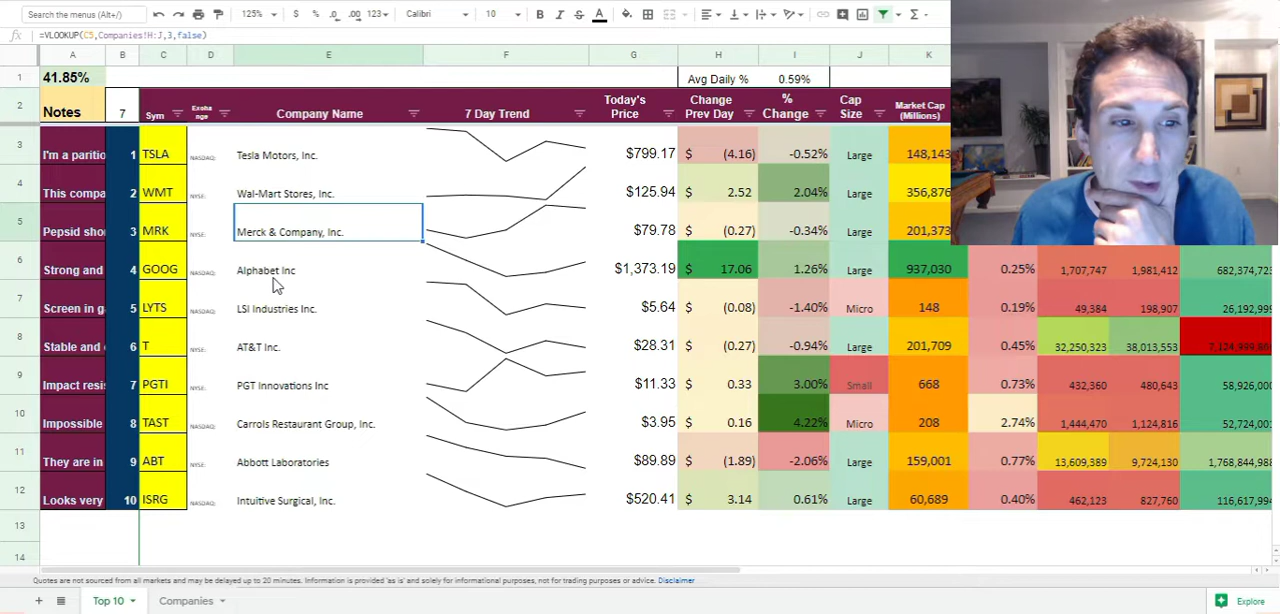 Search the menus (Alt+/) 125% $ % .0 .00 123 Calibri 10 B I S A
fx =VLOOKUP(C5,Companies!H:J,3,false)
A B C D E F G H I J K
1 41.85% Avg Daily % 0.59%
2 Notes 7 Sym Exchange Company Name 7 Day Trend Today's Price Change Prev Day % Change Cap Size Market Cap (Millions)
3 I'm a paritio 1 TSLA NASDAQ: Tesla Motors, Inc. $799.17 $ (4.16) -0.52% Large 148,143
4 This compa 2 WMT NYSE: Wal-Mart Stores, Inc. $125.94 2.52 2.04% Large 356,876
5 Pepsid sho 3 MRK NYSE: Merck & Company, Inc. $79.78 $ (0.27) -0.34% Large 201,373
6 Strong and 4 GOOG NASDAQ: Alphabet Inc $1,373.19 $ 17.06 1.26% Large 937,030 0.25% 1,707,747 1,981,412 682,374,723
7 Screen in g 5 LYTS NASDAQ: LSI Industries Inc. $5.64 $ (0.08) -1.40% Micro 148 0.19% 49,384 198,907 26,192,999
8 Stable and 6 T NYSE: AT&T Inc. $28.31 $ (0.27) -0.94% Large 201,709 0.45% 32,250,323 38,013,553
9 Impact resi 7 PGTI NYSE: PGT Innovations Inc $11.33 $ 0.33 3.00% Small 668 0.73% 432,360 480,643 58,926,000
10 Impossible 8 TAST NASDAQ: Carrols Restaurant Group, Inc. $3.95 $ 0.16 4.22% Micro 208 2.74% 1,444,470 1,124,816 52,724,001
11 They are in 9 ABT NYSE: Abbott Laboratories $89.89 $ (1.89) -2.06% Large 159,001 0.77% 13,609,389 9,724,130 1,768,844,988
12 Looks very 10 ISRG NASDAQ: Intuitive Surgical, Inc. $520.41 $ 3.14 0.61% Large 60,689 0.40% 462,123 827,760 116,617,994
13
14
Quotes are not sourced from all markets and may be delayed up to 20 minutes. Information is provided 'as is' and solely for informational purposes, not for trading purposes or advice. Disclaimer
+ Top 10 Companies Explore